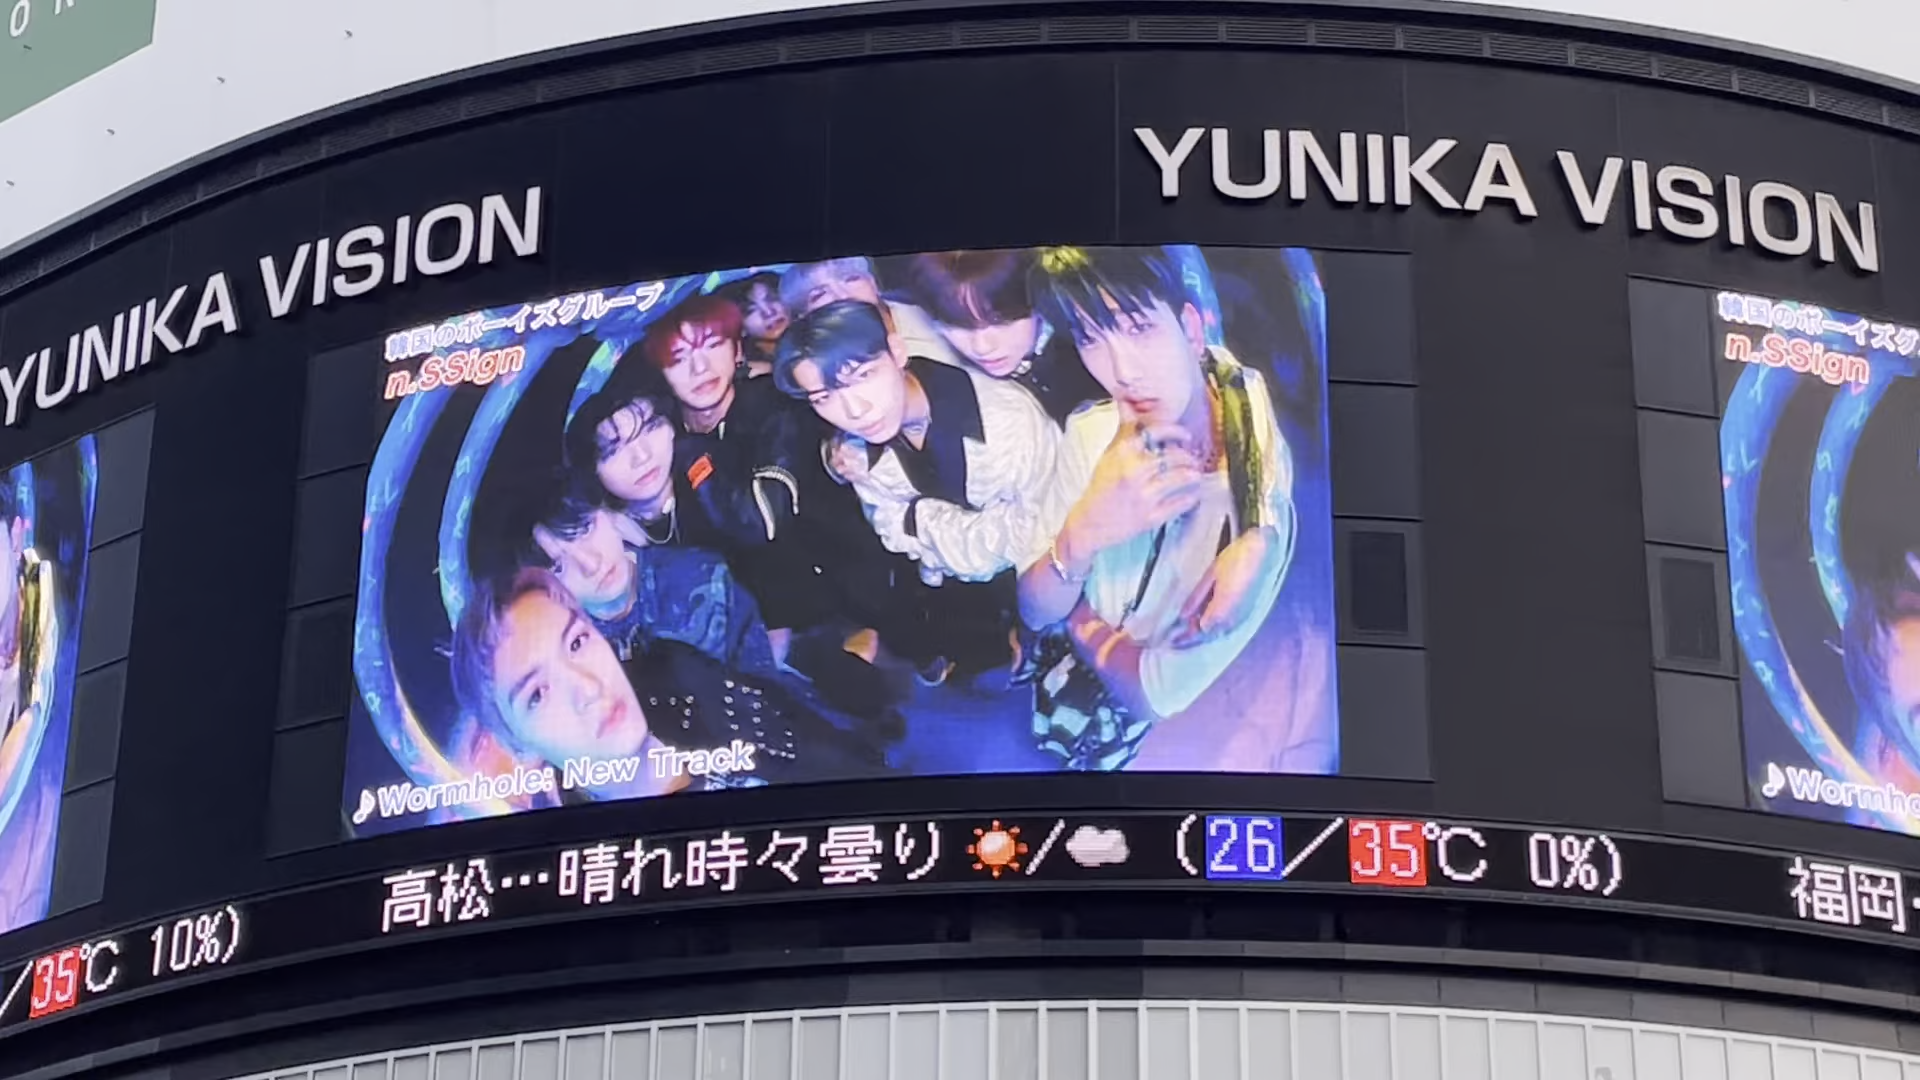 YUNIKA VISION
YUNIKA VISION
韓国のボーイズグループ
n.SSign
♪Wormhole: New Track
韓国のボーイズグ
n.SSign
♪Wormho
/35℃ 10%)
高松…晴れ時々曇り☀/☁ (26/35℃ 0%)
福岡…